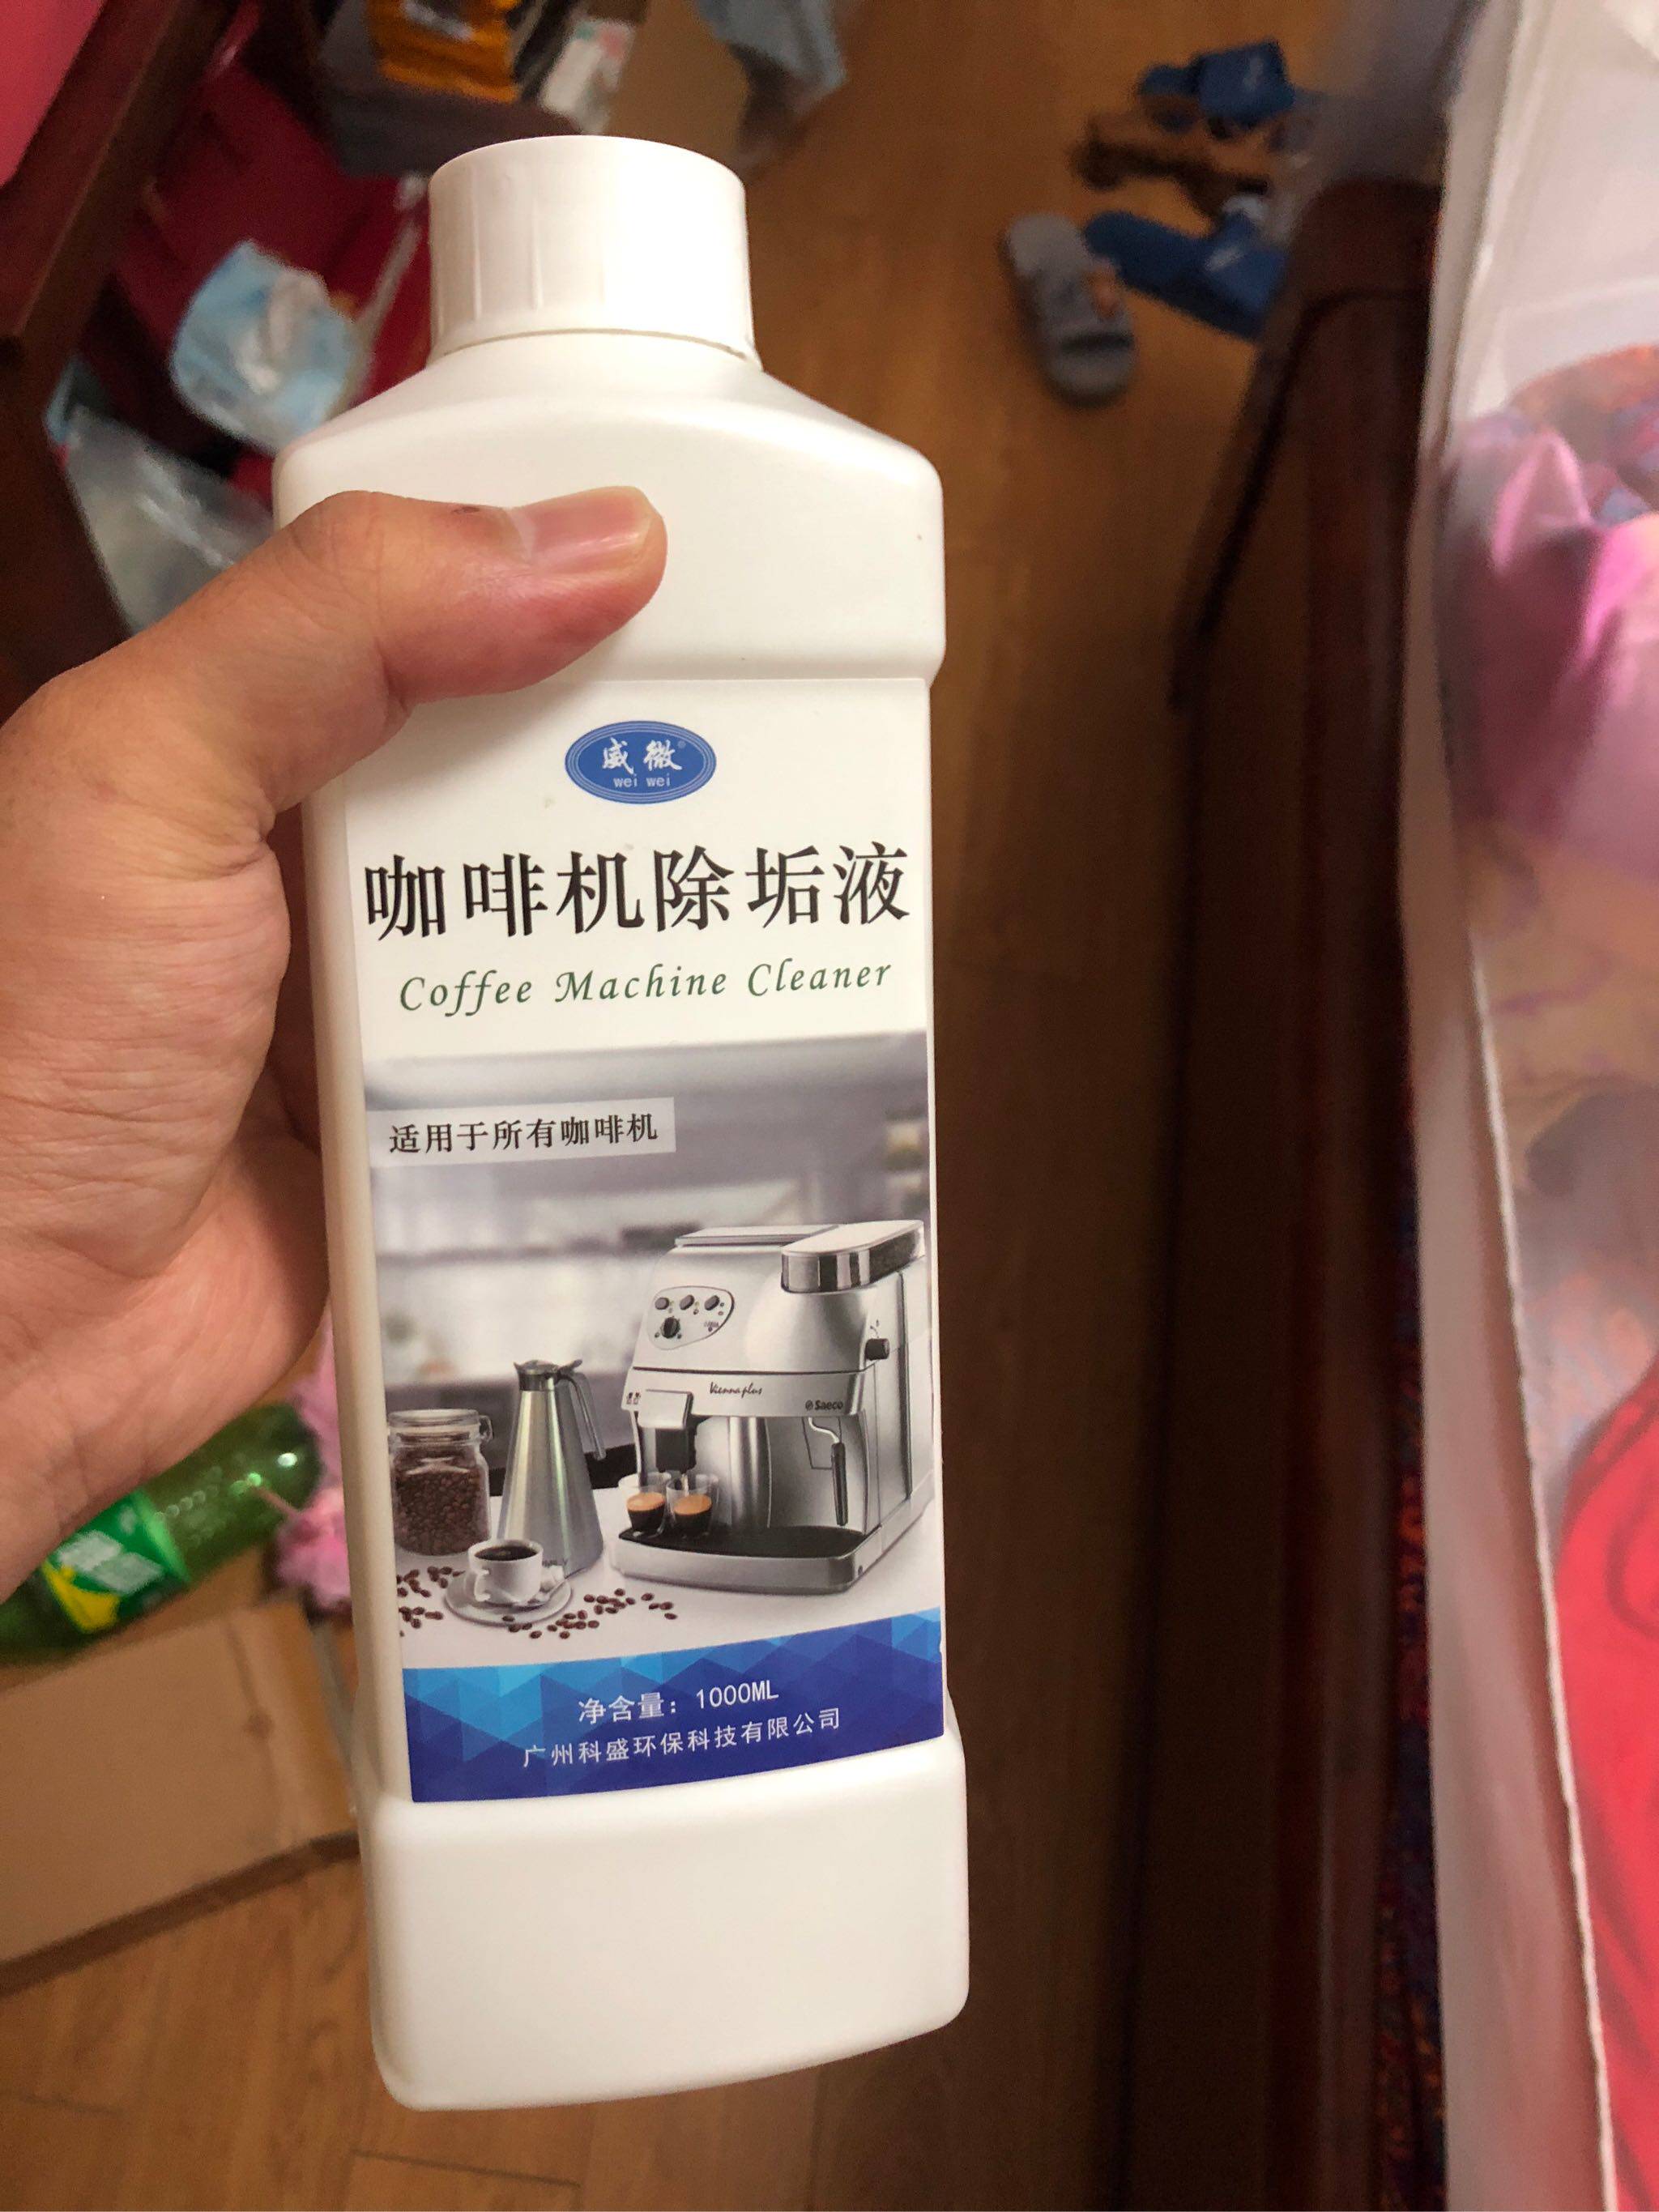 威微®
wei wei
咖啡机除垢液
Coffee Machine Cleaner
适用于所有咖啡机
Vienna plus
Saeco
净含量：1000ML
广州科盛环保科技有限公司